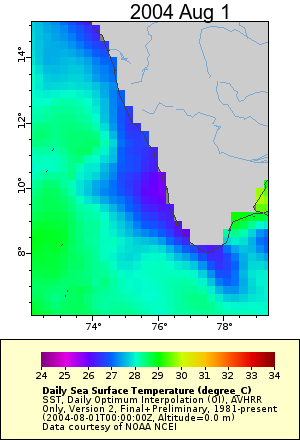 2004 Aug 1
14°
12°
10°
8°
74°
76°
78°
24 25 26 27 28 29 30 31 32 33 34
Daily Sea Surface Temperature (degree_C)
SST, Daily Optimum Interpolation (OI), AVHRR
Only, Version 2, Final+Preliminary, 1981-present
(2004-08-01T00:00:00Z, Altitude=0.0 m)
Data courtesy of NOAA NCEI